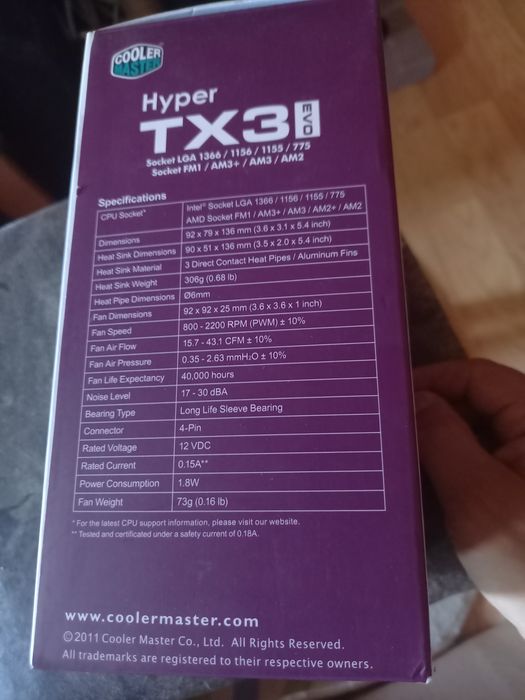 COOLER
MASTER
Hyper
TX3 EVO
Socket LGA 1366 / 1156 / 1155 / 775
Socket FM1 / AM3+ / AM3 / AM2
Specifications
CPU Socket* Intel® Socket LGA 1366 / 1156 / 1155 / 775
AMD Socket FM1 / AM3+ / AM3 / AM2+ / AM2
Dimensions 92 x 79 x 136 mm (3.6 x 3.1 x 5.4 inch)
Heat Sink Dimensions 90 x 51 x 136 mm (3.5 x 2.0 x 5.4 inch)
Heat Sink Material 3 Direct Contact Heat Pipes / Aluminum Fins
Heat Sink Weight 306g (0.68 lb)
Heat Pipe Dimensions Ø6mm
Fan Dimensions 92 x 92 x 25 mm (3.6 x 3.6 x 1 inch)
Fan Speed 800 - 2200 RPM (PWM) ± 10%
Fan Air Flow 15.7 - 43.1 CFM ± 10%
Fan Air Pressure 0.35 - 2.63 mmH₂O ± 10%
Fan Life Expectancy 40,000 hours
Noise Level 17 - 30 dBA
Bearing Type Long Life Sleeve Bearing
Connector 4-Pin
Rated Voltage 12 VDC
Rated Current 0.15A**
Power Consumption 1.8W
Fan Weight 73g (0.16 lb)
* For the latest CPU support information, please visit our website.
** Tested and certificated under a safety current of 0.18A.
www.coolermaster.com
©2011 Cooler Master Co., Ltd. All Rights Reserved.
All trademarks are registered to their respective owners.